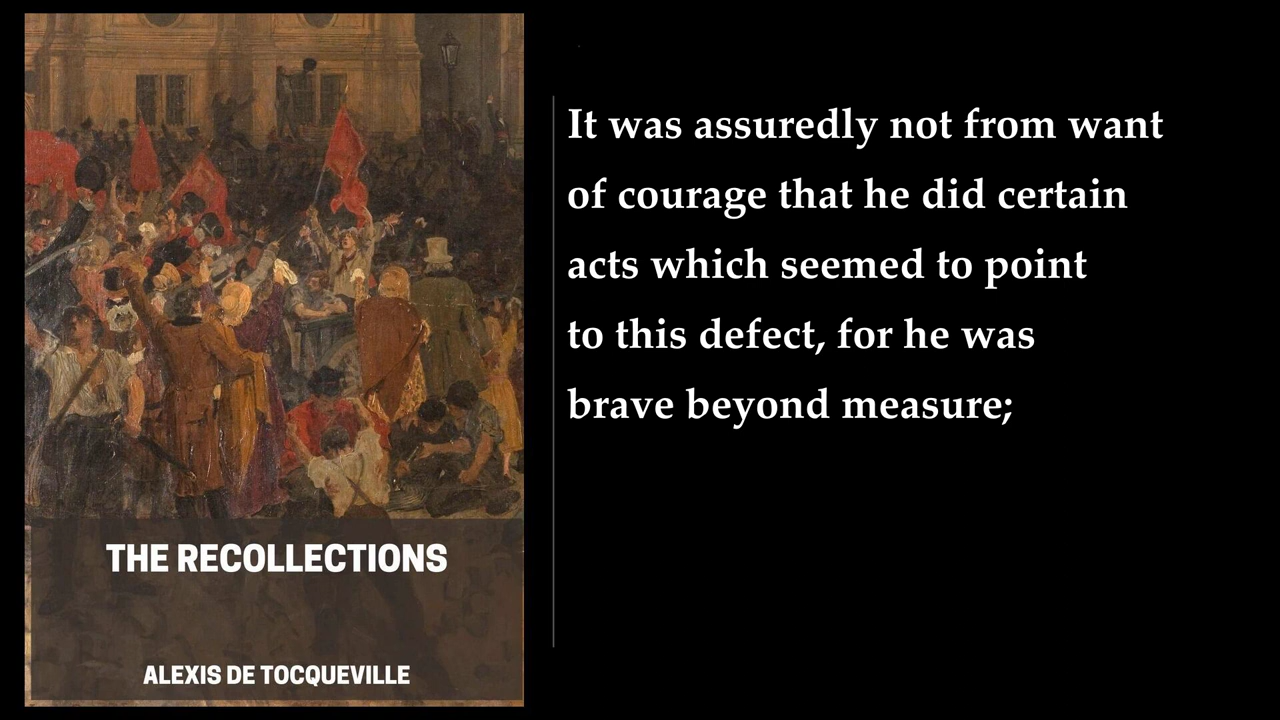 It was assuredly not from want
of courage that he did certain
acts which seemed to point
to this defect, for he was
brave beyond measure;
THE RECOLLECTIONS
ALEXIS DE TOCQUEVILLE